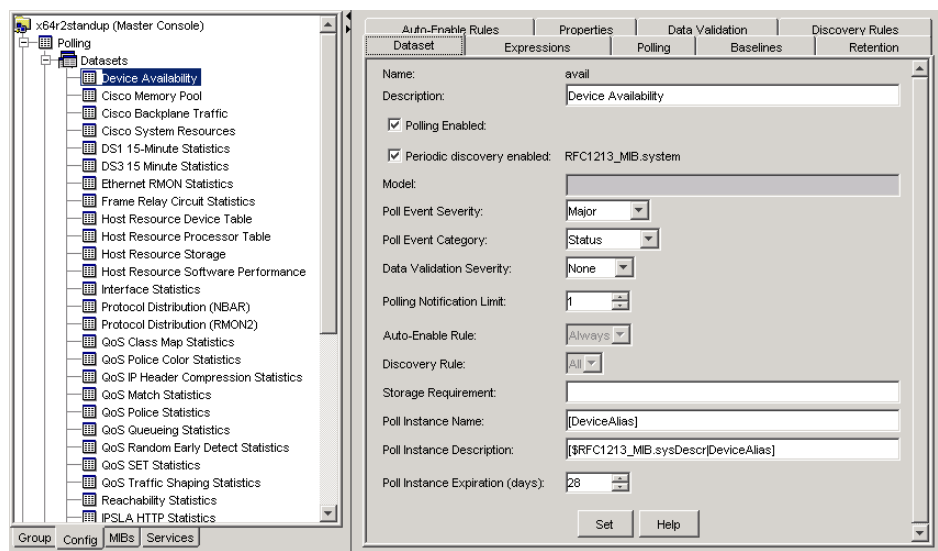 x64r2standup (Master Console)
Polling
Datasets
Device Availability
Cisco Memory Pool
Cisco Backplane Traffic
Cisco System Resources
DS1 15-Minute Statistics
DS3 15 Minute Statistics
Ethernet RMON Statistics
Frame Relay Circuit Statistics
Host Resource Device Table
Host Resource Processor Table
Host Resource Storage
Host Resource Software Performance
Interface Statistics
Protocol Distribution (NBAR)
Protocol Distribution (RMON2)
QoS Class Map Statistics
QoS Police Color Statistics
QoS IP Header Compression Statistics
QoS Match Statistics
QoS Police Statistics
QoS Queueing Statistics
QoS Random Early Detect Statistics
QoS SET Statistics
QoS Traffic Shaping Statistics
Reachability Statistics
IPSLA HTTP Statistics
Group Config MIBs Services
Auto-Enable Rules Properties Data Validation Discovery Rules
Dataset Expressions Polling Baselines Retention
Name: avail
Description: Device Availability
Polling Enabled:
Periodic discovery enabled: RFC1213_MIB.system
Model:
Poll Event Severity: Major
Poll Event Category: Status
Data Validation Severity: None
Polling Notification Limit: 1
Auto-Enable Rule: Always
Discovery Rule: All
Storage Requirement:
Poll Instance Name: [DeviceAlias]
Poll Instance Description: [$RFC1213_MIB.sysDescr|DeviceAlias]
Poll Instance Expiration (days): 28
Set Help